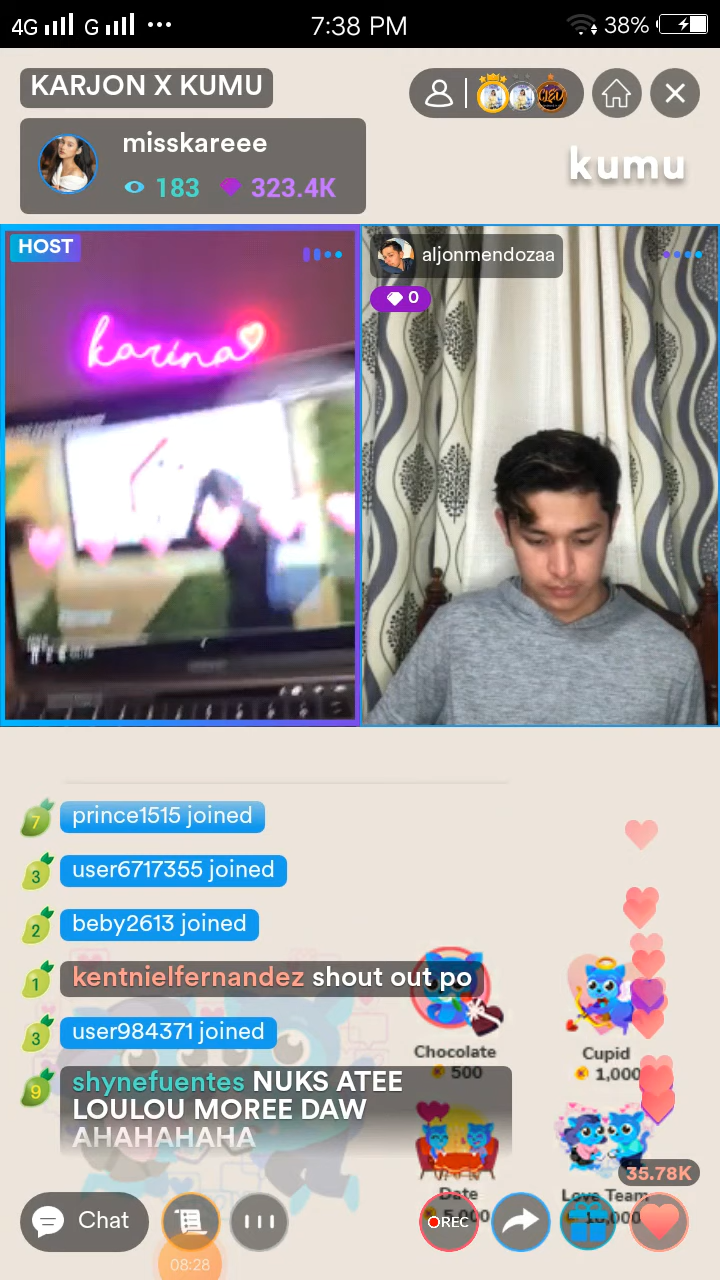 4G G 7:38 PM 38%
KARJON X KUMU
misskareee
183 323.4K
kumu
HOST
aljonmendozaa
0
karina
7 prince1515 joined
3 user6717355 joined
2 beby2613 joined
1 kentnielfernandez shout out po
3 user984371 joined
Chocolate
500
Cupid
1,000
9 shynefuentes NUKS ATEE
LOULOU MOREE DAW
AHAHAHAHA
Date
5,000
Love Team
35.78K
Chat
REC
08:28